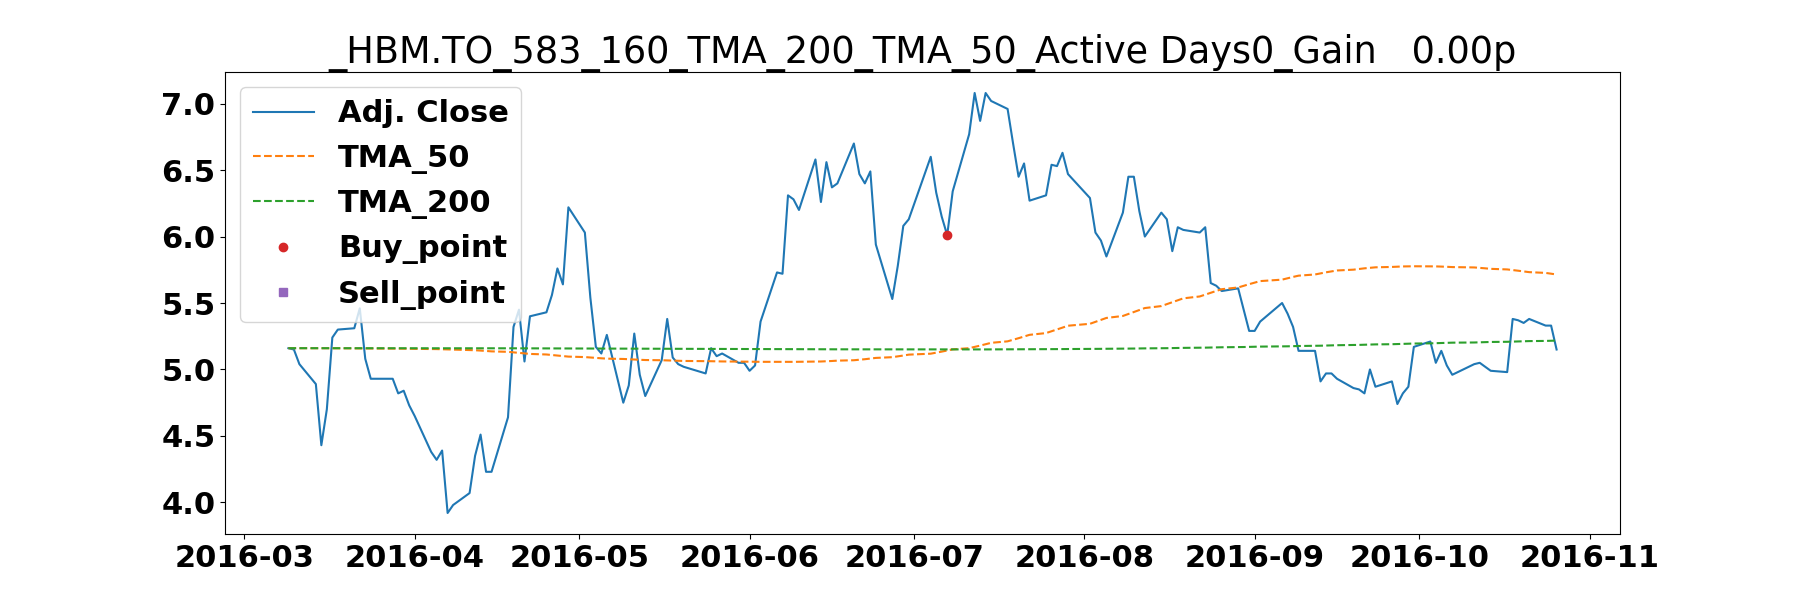 _HBM.TO_583_160_TMA_200_TMA_50_Active Days0_Gain   0.00p
7.0
6.5
6.0
5.5
5.0
4.5
4.0
Adj. Close
TMA_50
TMA_200
Buy_point
Sell_point
2016-03 2016-04 2016-05 2016-06 2016-07 2016-08 2016-09 2016-10 2016-11